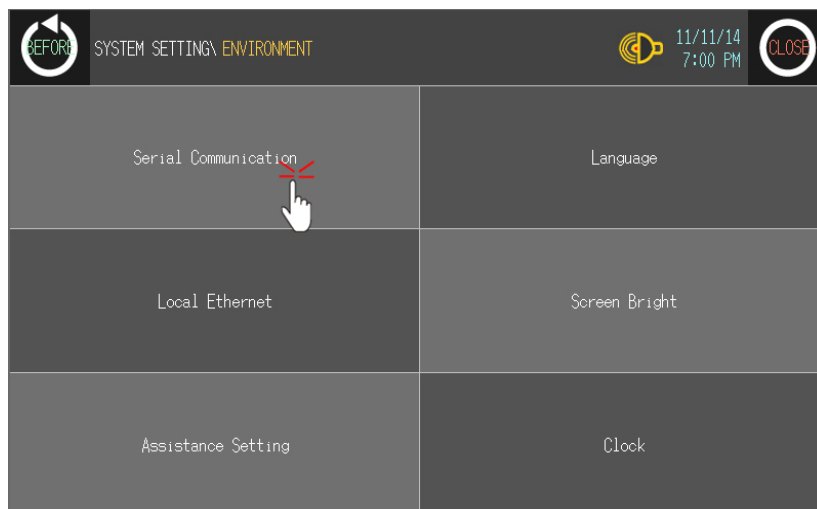 BEFORE
SYSTEM SETTING\ ENVIRONMENT
11/11/14
7:00 PM
CLOSE
Serial Communication
Language
Local Ethernet
Screen Bright
Assistance Setting
Clock